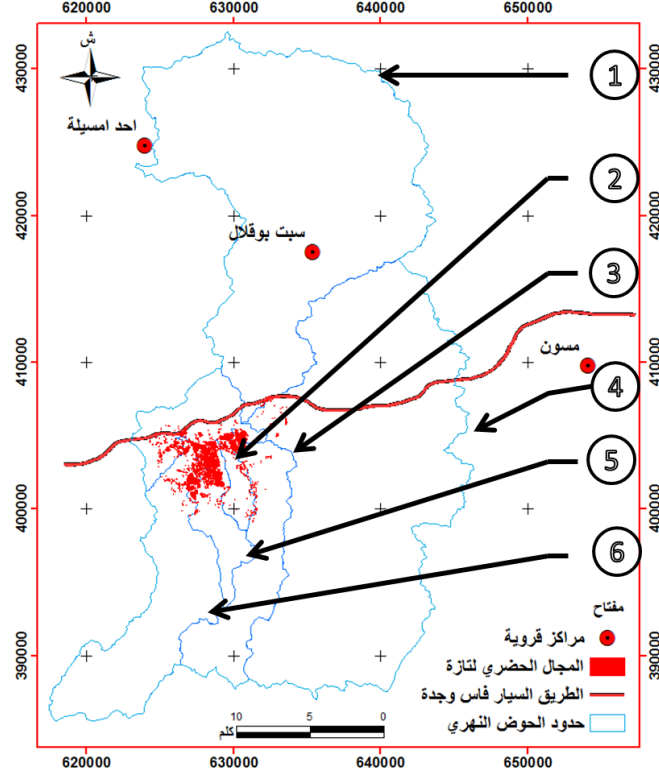 620000 630000 640000 650000
430000
420000
410000
400000
390000
430000
420000
410000
400000
390000
ش
احد امسيلة
سبت بوقلال
مسون
1
2
3
4
5
6
مفتاح
مراكز قروية
المجال الحضري لتازة
الطريق السيار فاس وجدة
حدود الحوض النهري
10 5 0
كلم
620000 630000 640000 650000